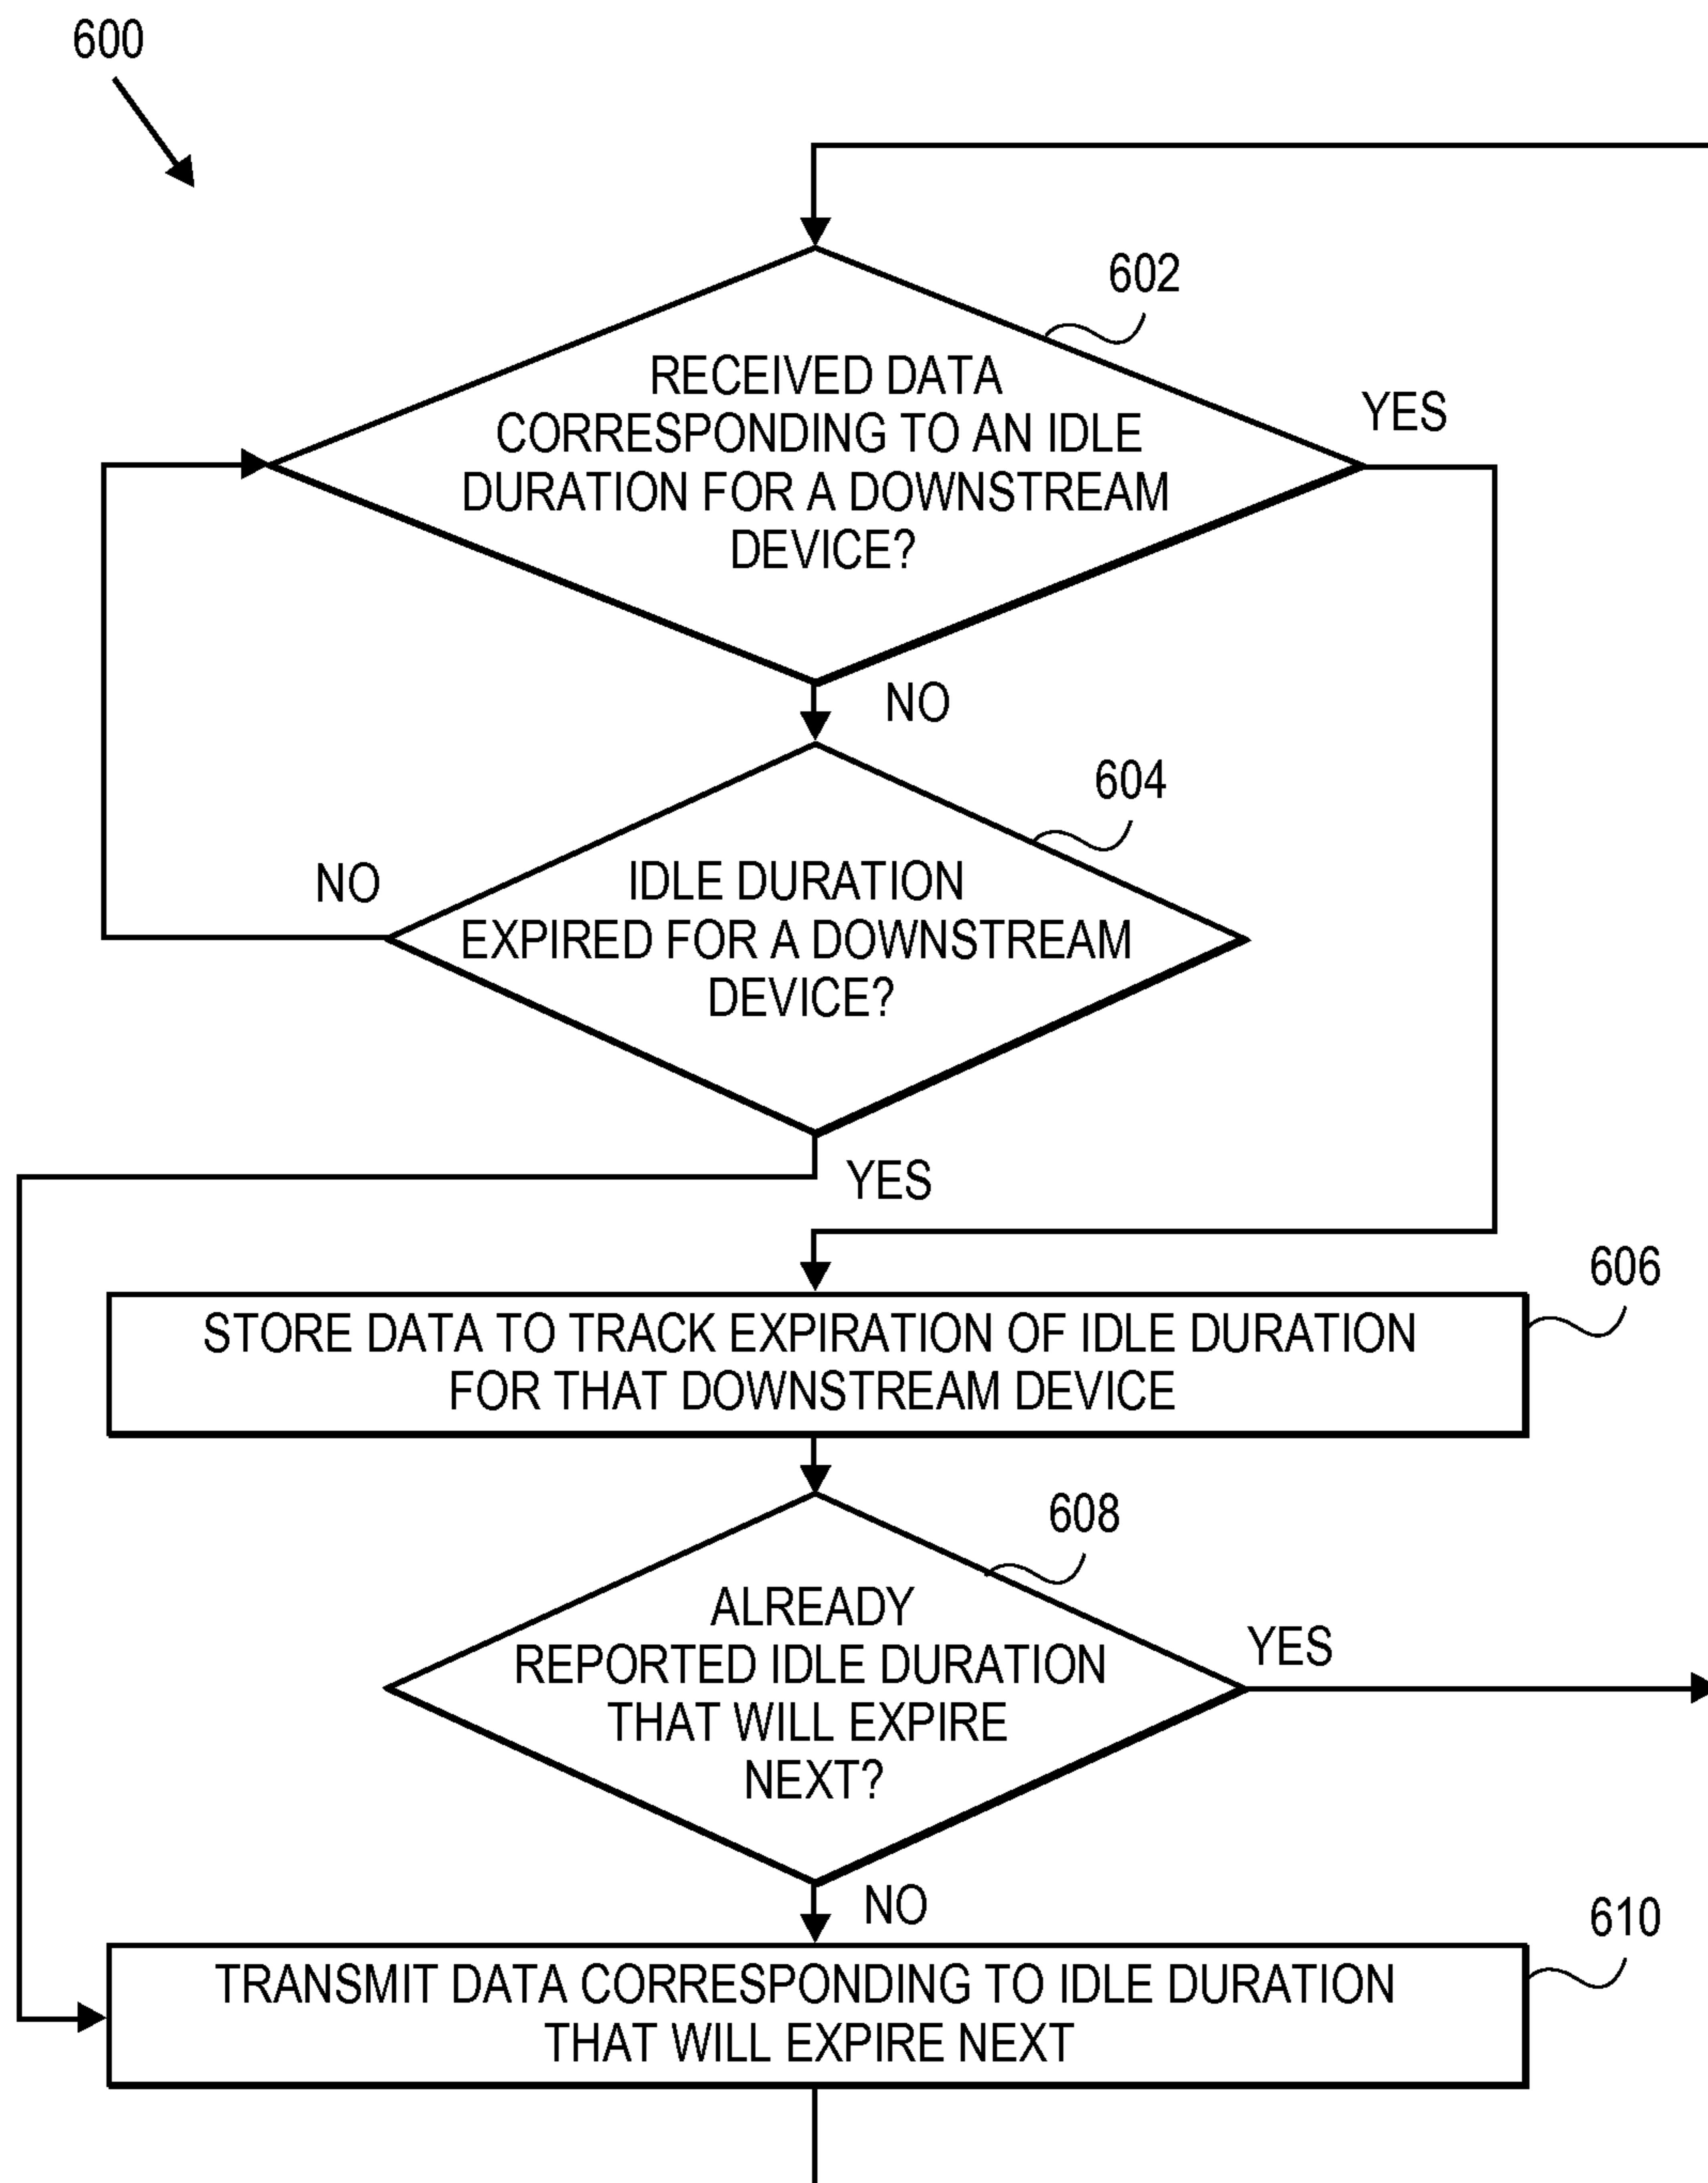 600
602
RECEIVED DATA
CORRESPONDING TO AN IDLE
DURATION FOR A DOWNSTREAM
DEVICE?
YES
NO
604
IDLE DURATION
EXPIRED FOR A DOWNSTREAM
DEVICE?
NO
YES
606
STORE DATA TO TRACK EXPIRATION OF IDLE DURATION
FOR THAT DOWNSTREAM DEVICE
608
ALREADY
REPORTED IDLE DURATION
THAT WILL EXPIRE
NEXT?
YES
NO
610
TRANSMIT DATA CORRESPONDING TO IDLE DURATION
THAT WILL EXPIRE NEXT